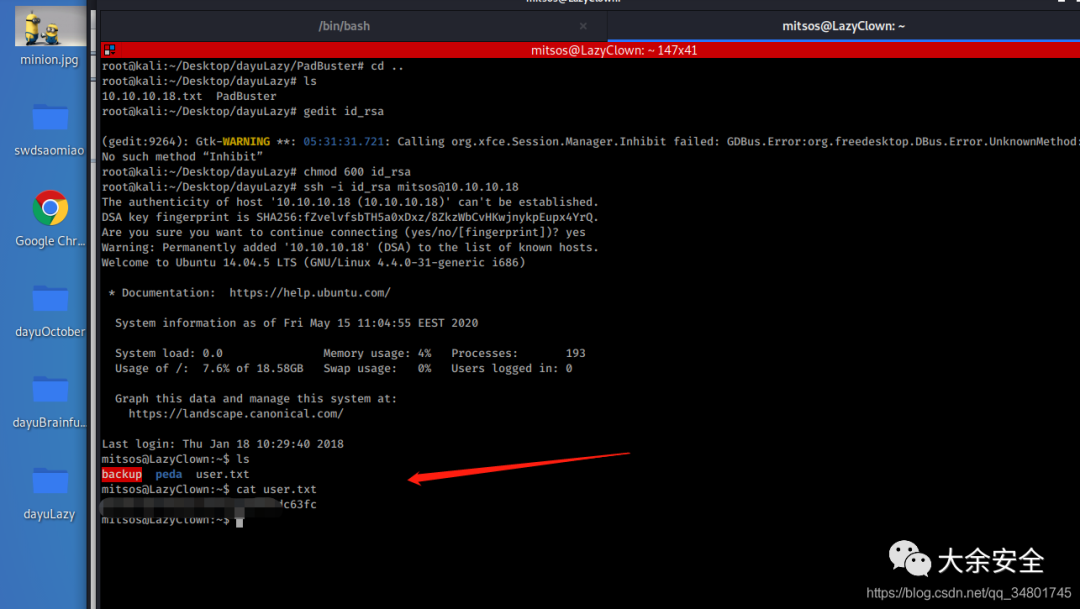 mitsos@LazyClown:
/bin/bash ×
mitsos@LazyClown: ~
mitsos@LazyClown: ~ 147x41
minion.jpg
swdsaomiao
Google Chr...
dayuOctober
dayuBrainfu...
dayuLazy
root@kali:~/Desktop/dayuLazy/PadBuster# cd ..
root@kali:~/Desktop/dayuLazy# ls
10.10.10.18.txt  PadBuster
root@kali:~/Desktop/dayuLazy# gedit id_rsa
(gedit:9264): Gtk-WARNING **: 05:31:31.721: Calling org.xfce.Session.Manager.Inhibit failed: GDBus.Error:org.freedesktop.DBus.Error.UnknownMethod:
No such method “Inhibit”
root@kali:~/Desktop/dayuLazy# chmod 600 id_rsa
root@kali:~/Desktop/dayuLazy# ssh -i id_rsa mitsos@10.10.10.18
The authenticity of host '10.10.10.18 (10.10.10.18)' can't be established.
DSA key fingerprint is SHA256:fZvelvfsbTH5a0xDxz/8ZkzWbCvHKwjnykpEupx4YrQ.
Are you sure you want to continue connecting (yes/no/[fingerprint])? yes
Warning: Permanently added '10.10.10.18' (DSA) to the list of known hosts.
Welcome to Ubuntu 14.04.5 LTS (GNU/Linux 4.4.0-31-generic i686)
* Documentation:  https://help.ubuntu.com/
System information as of Fri May 15 11:04:55 EEST 2020
System load: 0.0 Memory usage: 4% Processes: 193
Usage of /: 7.6% of 18.58GB Swap usage: 0% Users logged in: 0
Graph this data and manage this system at:
https://landscape.canonical.com/
Last login: Thu Jan 18 10:29:40 2018
mitsos@LazyClown:~$ ls
backup  peda  user.txt
mitsos@LazyClown:~$ cat user.txt
dc63fc
mitsos@LazyClown:~$
大余安全
https://blog.csdn.net/qq_34801745